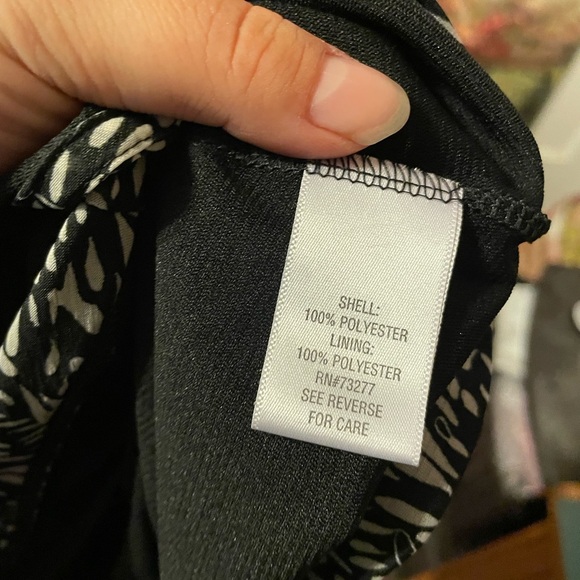 SHELL:
100% POLYESTER
LINING:
100% POLYESTER
RN#73277
SEE REVERSE
FOR CARE